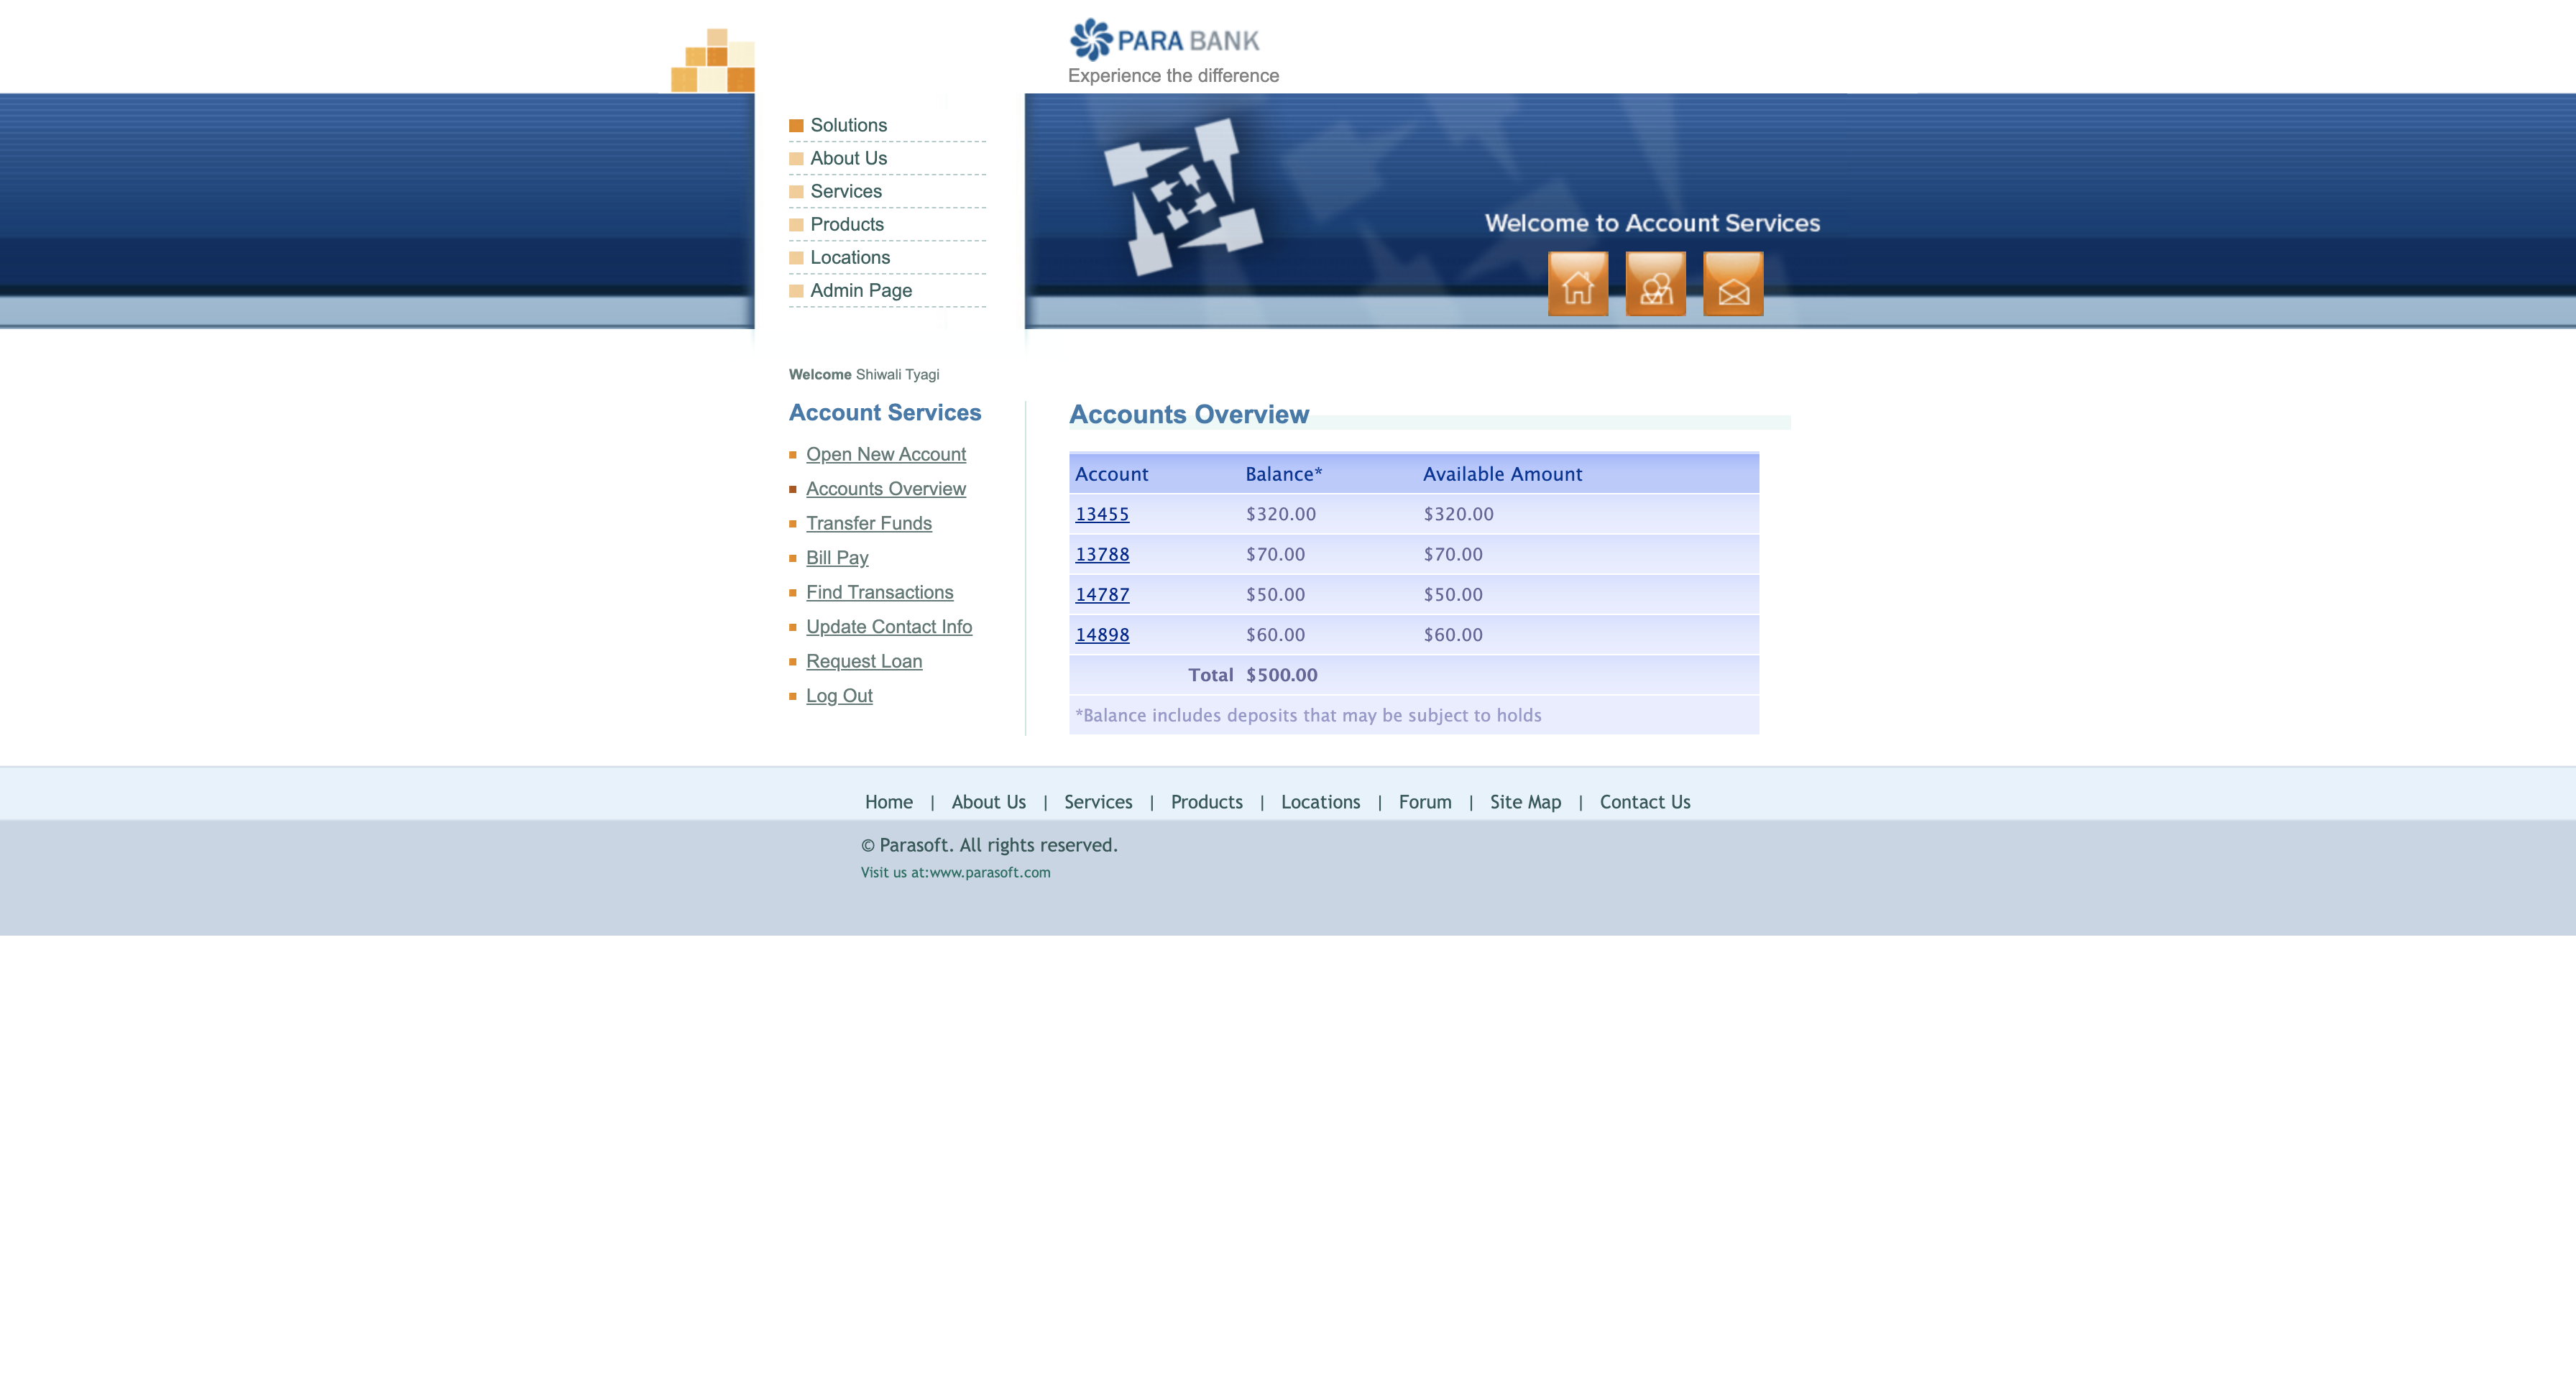 PARA BANK
Experience the difference
Solutions
About Us
Services
Products
Locations
Admin Page
Welcome to Account Services
Welcome Shiwali Tyagi
Account Services
Open New Account
Accounts Overview
Transfer Funds
Bill Pay
Find Transactions
Update Contact Info
Request Loan
Log Out
Accounts Overview
Account Balance* Available Amount
13455 $320.00 $320.00
13788 $70.00 $70.00
14787 $50.00 $50.00
14898 $60.00 $60.00
Total $500.00
*Balance includes deposits that may be subject to holds
Home | About Us | Services | Products | Locations | Forum | Site Map | Contact Us
© Parasoft. All rights reserved.
Visit us at:www.parasoft.com